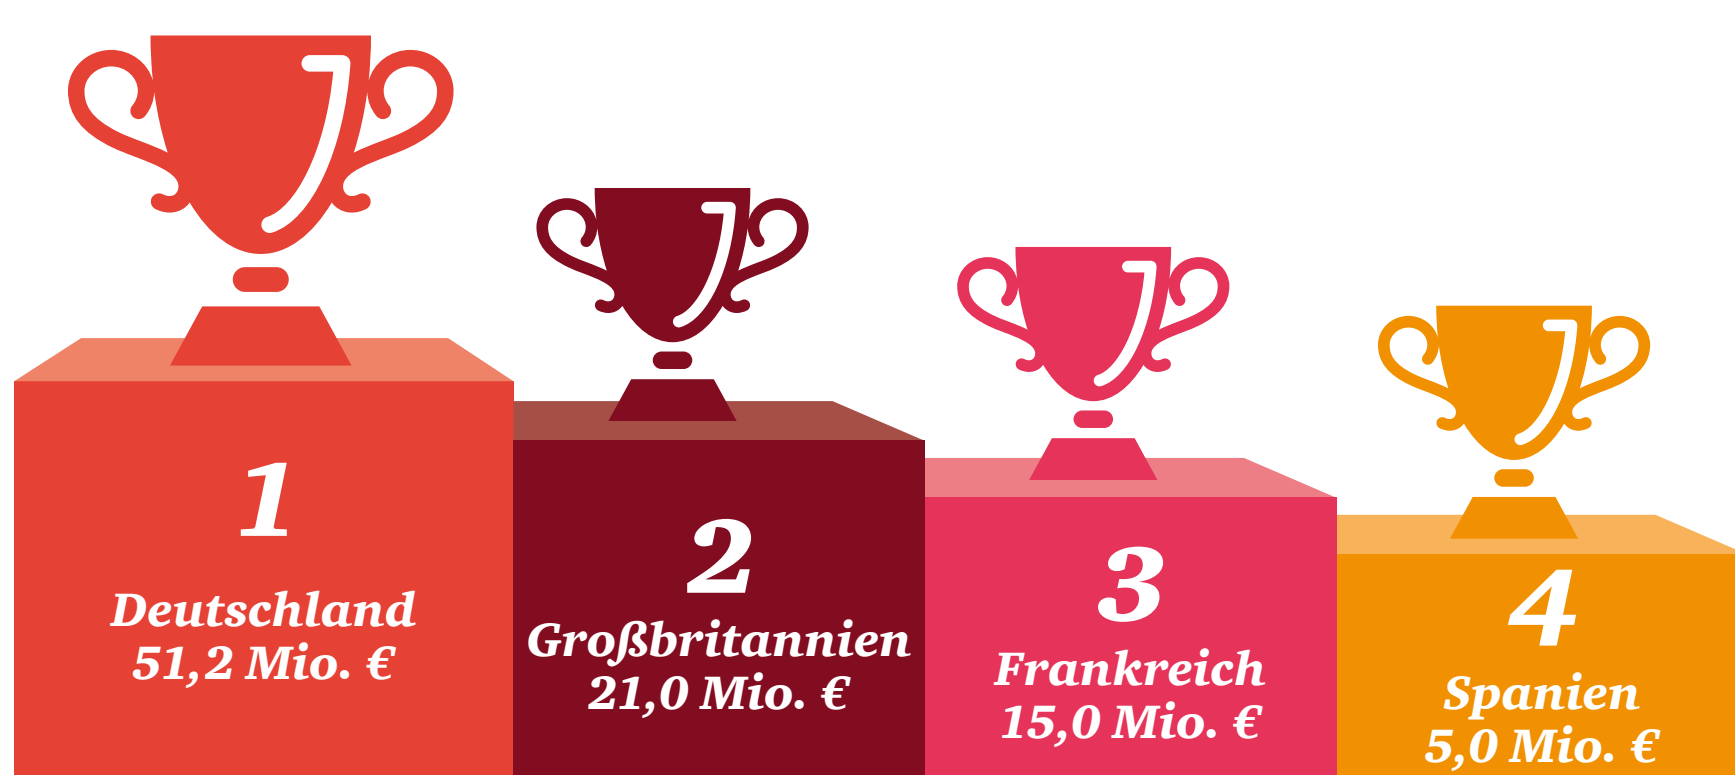 1
Deutschland
51,2 Mio. €
2
Großbritannien
21,0 Mio. €
3
Frankreich
15,0 Mio. €
4
Spanien
5,0 Mio. €